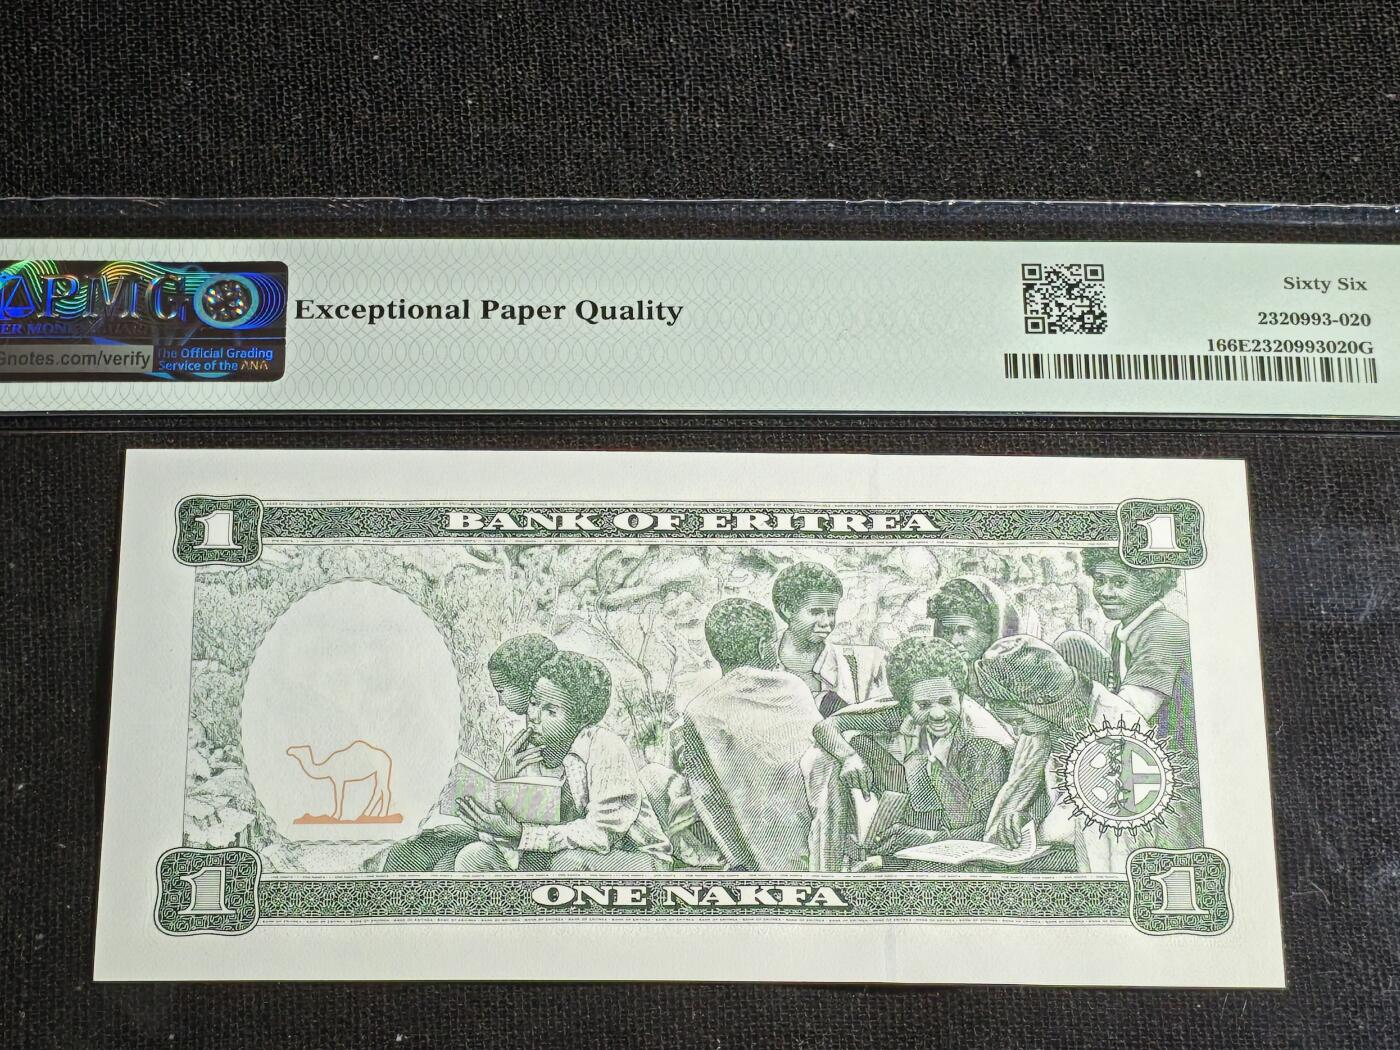 PMG
Gnotes.com/verify
The Official Grading
Service of the ANA
Exceptional Paper Quality
Sixty Six
2320993-020
166E2320993020G
1
BANK OF ERITREA
1
1
ONE NAKFA
1